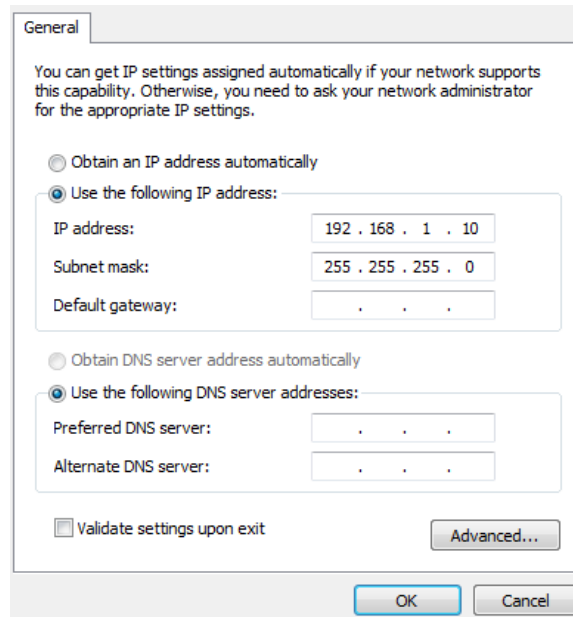 General
You can get IP settings assigned automatically if your network supports
this capability. Otherwise, you need to ask your network administrator
for the appropriate IP settings.
Obtain an IP address automatically
Use the following IP address:
IP address: 192 . 168 . 1 . 10
Subnet mask: 255 . 255 . 255 . 0
Default gateway: . . .
Obtain DNS server address automatically
Use the following DNS server addresses:
Preferred DNS server: . . .
Alternate DNS server: . . .
Validate settings upon exit
Advanced...
OK Cancel